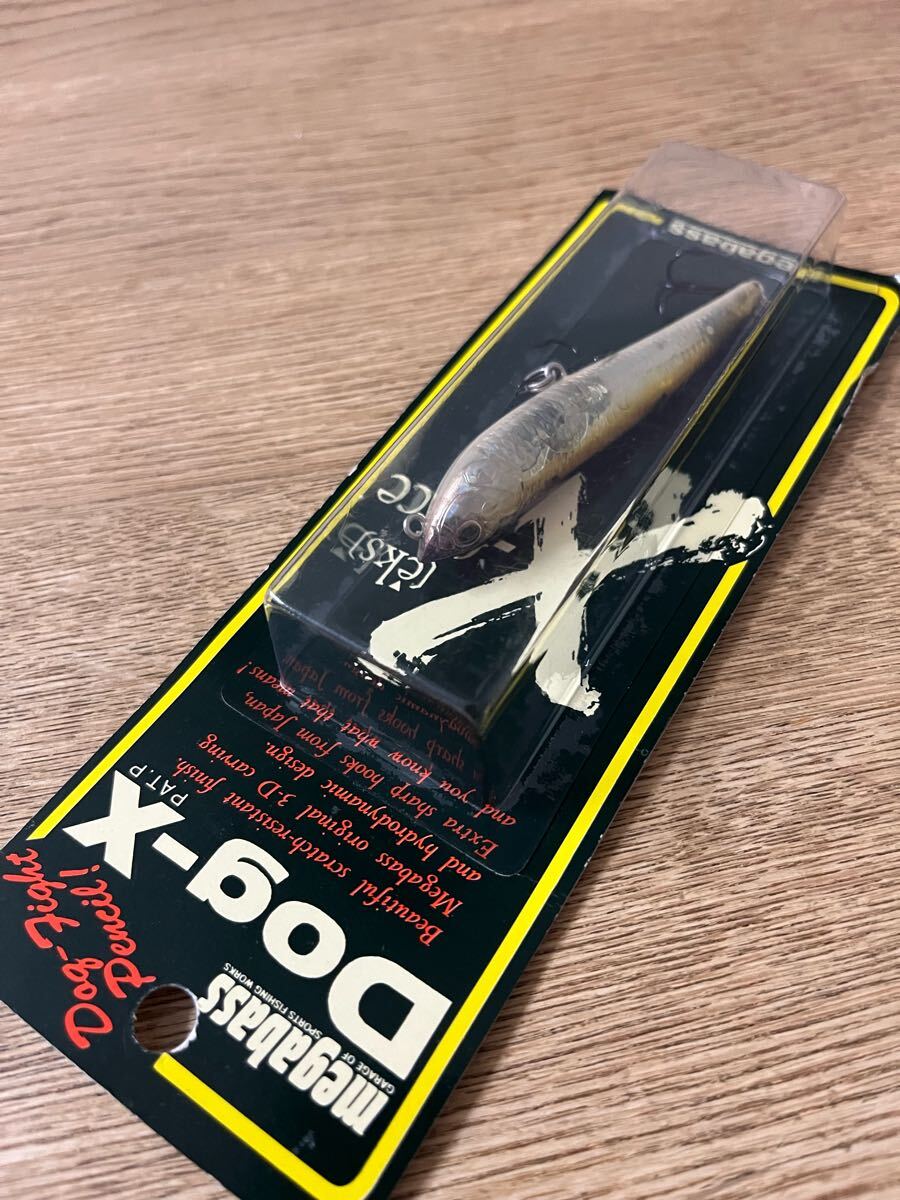 megabass
GARAGE OF
SPORTS FISHING WORKS
Dog-X
PAT.P
Dog-Fight
Pencil!
Beautiful scratch-resistant finish.
Megabass original 3-D carving
and hydrodynamic design.
Extra sharp hooks from Japan,
and you know what that means!
X
megabass